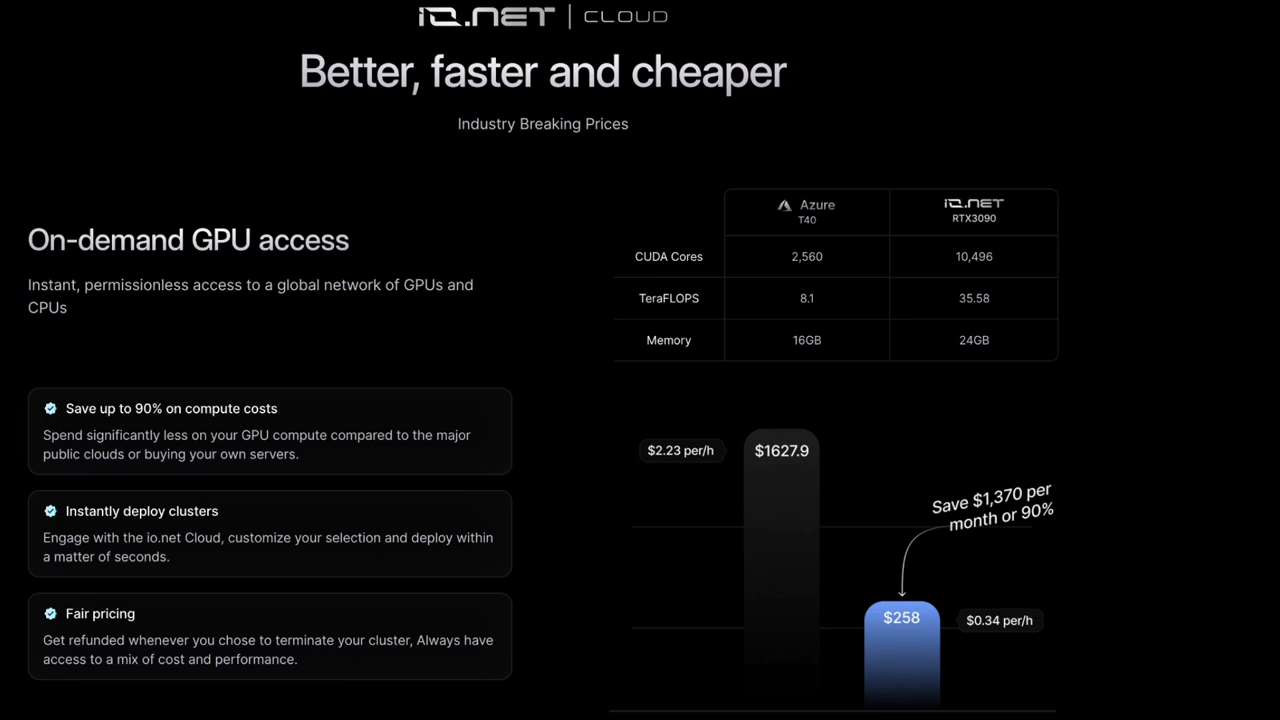 io.net | CLOUD
Better, faster and cheaper
Industry Breaking Prices
On-demand GPU access
Instant, permissionless access to a global network of GPUs and
CPUs
Save up to 90% on compute costs
Spend significantly less on your GPU compute compared to the major
public clouds or buying your own servers.
Instantly deploy clusters
Engage with the io.net Cloud, customize your selection and deploy within
a matter of seconds.
Fair pricing
Get refunded whenever you chose to terminate your cluster, Always have
access to a mix of cost and performance.
Azure io.net
T40 RTX3090
CUDA Cores 2,560 10,496
TeraFLOPS 8.1 35.58
Memory 16GB 24GB
$2.23 per/h $1627.9
Save $1,370 per
month or 90%
$258 $0.34 per/h